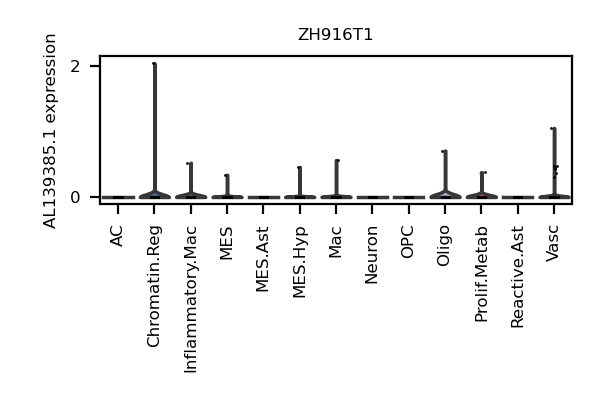 ZH916T1
AL139385.1 expression
2
0
AC
Chromatin.Reg
Inflammatory.Mac
MES
MES.Ast
MES.Hyp
Mac
Neuron
OPC
Oligo
Prolif.Metab
Reactive.Ast
Vasc